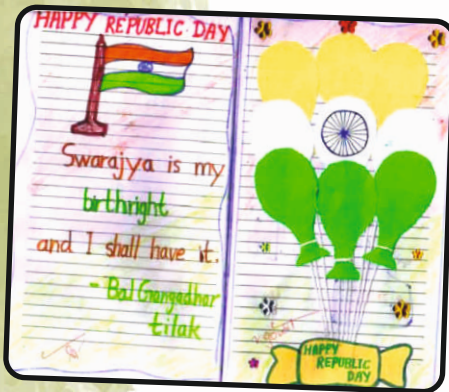 HAPPY REPUBLIC DAY
Swarajya is my
birthright
and I shall have it.
- Bal Gangadhar
tilak
HAPPY
REPUBLIC
DAY